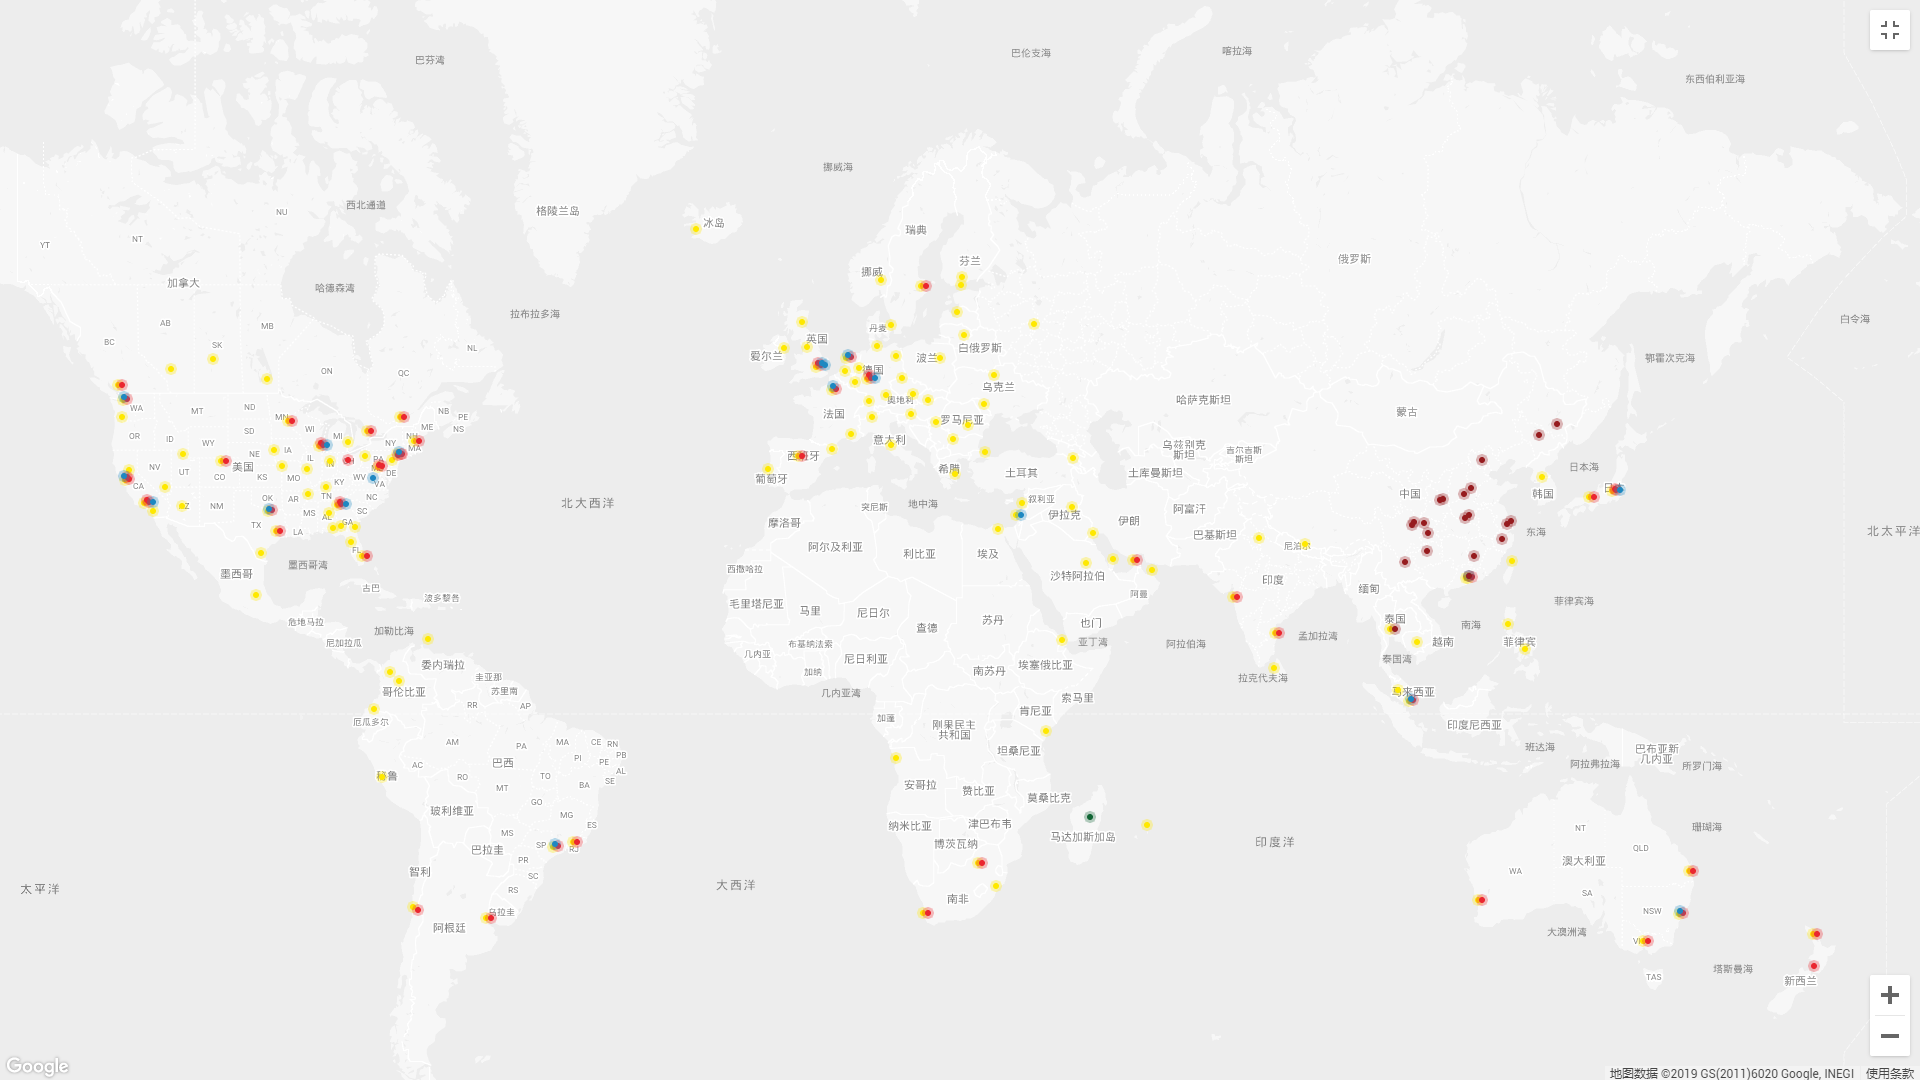 巴芬湾
巴伦支海
喀拉海
东西伯利亚海
挪威海
格陵兰岛
冰岛
西北通道
NU
NT
YT
瑞典
芬兰
挪威
俄罗斯
加拿大
哈德森湾
拉布拉多海
AB
MB
SK
BC
ON
QC
NL
丹麦
英国
爱尔兰
白俄罗斯
波兰
德国
乌克兰
白令海
鄂霍次克海
WA
MT
ND
MN
NB
PE
NS
ME
NH
法国
奥地利
罗马尼亚
哈萨克斯坦
蒙古
OR
ID
WY
SD
WI
MI
NY
MA
IA
NE
IL
IN
PA
意大利
西班牙
葡萄牙
希腊
土耳其
乌兹别克
斯坦
吉尔吉斯
斯坦
土库曼斯坦
日本海
NV
UT
美国
CO
KS
MO
KY
WV
VA
DE
CA
AZ
NM
OK
AR
TN
NC
SC
MS
AL
GA
TX
LA
FL
北大西洋
突尼斯
地中海
叙利亚
伊拉克
伊朗
阿富汗
中国
韩国
日本
东海
北太平洋
摩洛哥
阿尔及利亚
利比亚
埃及
巴基斯坦
尼泊尔
墨西哥
墨西哥湾
古巴
波多黎各
西撒哈拉
沙特阿拉伯
阿曼
印度
缅甸
菲律宾海
危地马拉
尼加拉瓜
加勒比海
毛里塔尼亚
马里
尼日尔
乍得
苏丹
也门
亚丁湾
阿拉伯海
孟加拉湾
泰国
南海
越南
菲律宾
委内瑞拉
圭亚那
苏里南
哥伦比亚
厄瓜多尔
几内亚
布基纳法索
加纳
尼日利亚
几内亚湾
南苏丹
埃塞俄比亚
索马里
拉克代夫海
泰国湾
马来西亚
RR
AP
加蓬
刚果民主
共和国
肯尼亚
坦桑尼亚
印度尼西亚
班达海
阿拉弗拉海
巴布亚新
几内亚
所罗门海
AM
PA
MA
CE
RN
PB
PE
PI
AL
SE
AC
RO
TO
BA
巴西
秘鲁
MT
GO
玻利维亚
MG
ES
MS
SP
RJ
巴拉圭
PR
SC
RS
智利
乌拉圭
阿根廷
安哥拉
赞比亚
莫桑比克
纳米比亚
津巴布韦
博茨瓦纳
马达加斯加岛
南非
印度洋
大西洋
太平洋
NT
QLD
珊瑚海
澳大利亚
WA
SA
NSW
大澳洲湾
TAS
塔斯曼海
新西兰
Google
地图数据 ©2019 GS(2011)6020 Google, INEGI 使用条款